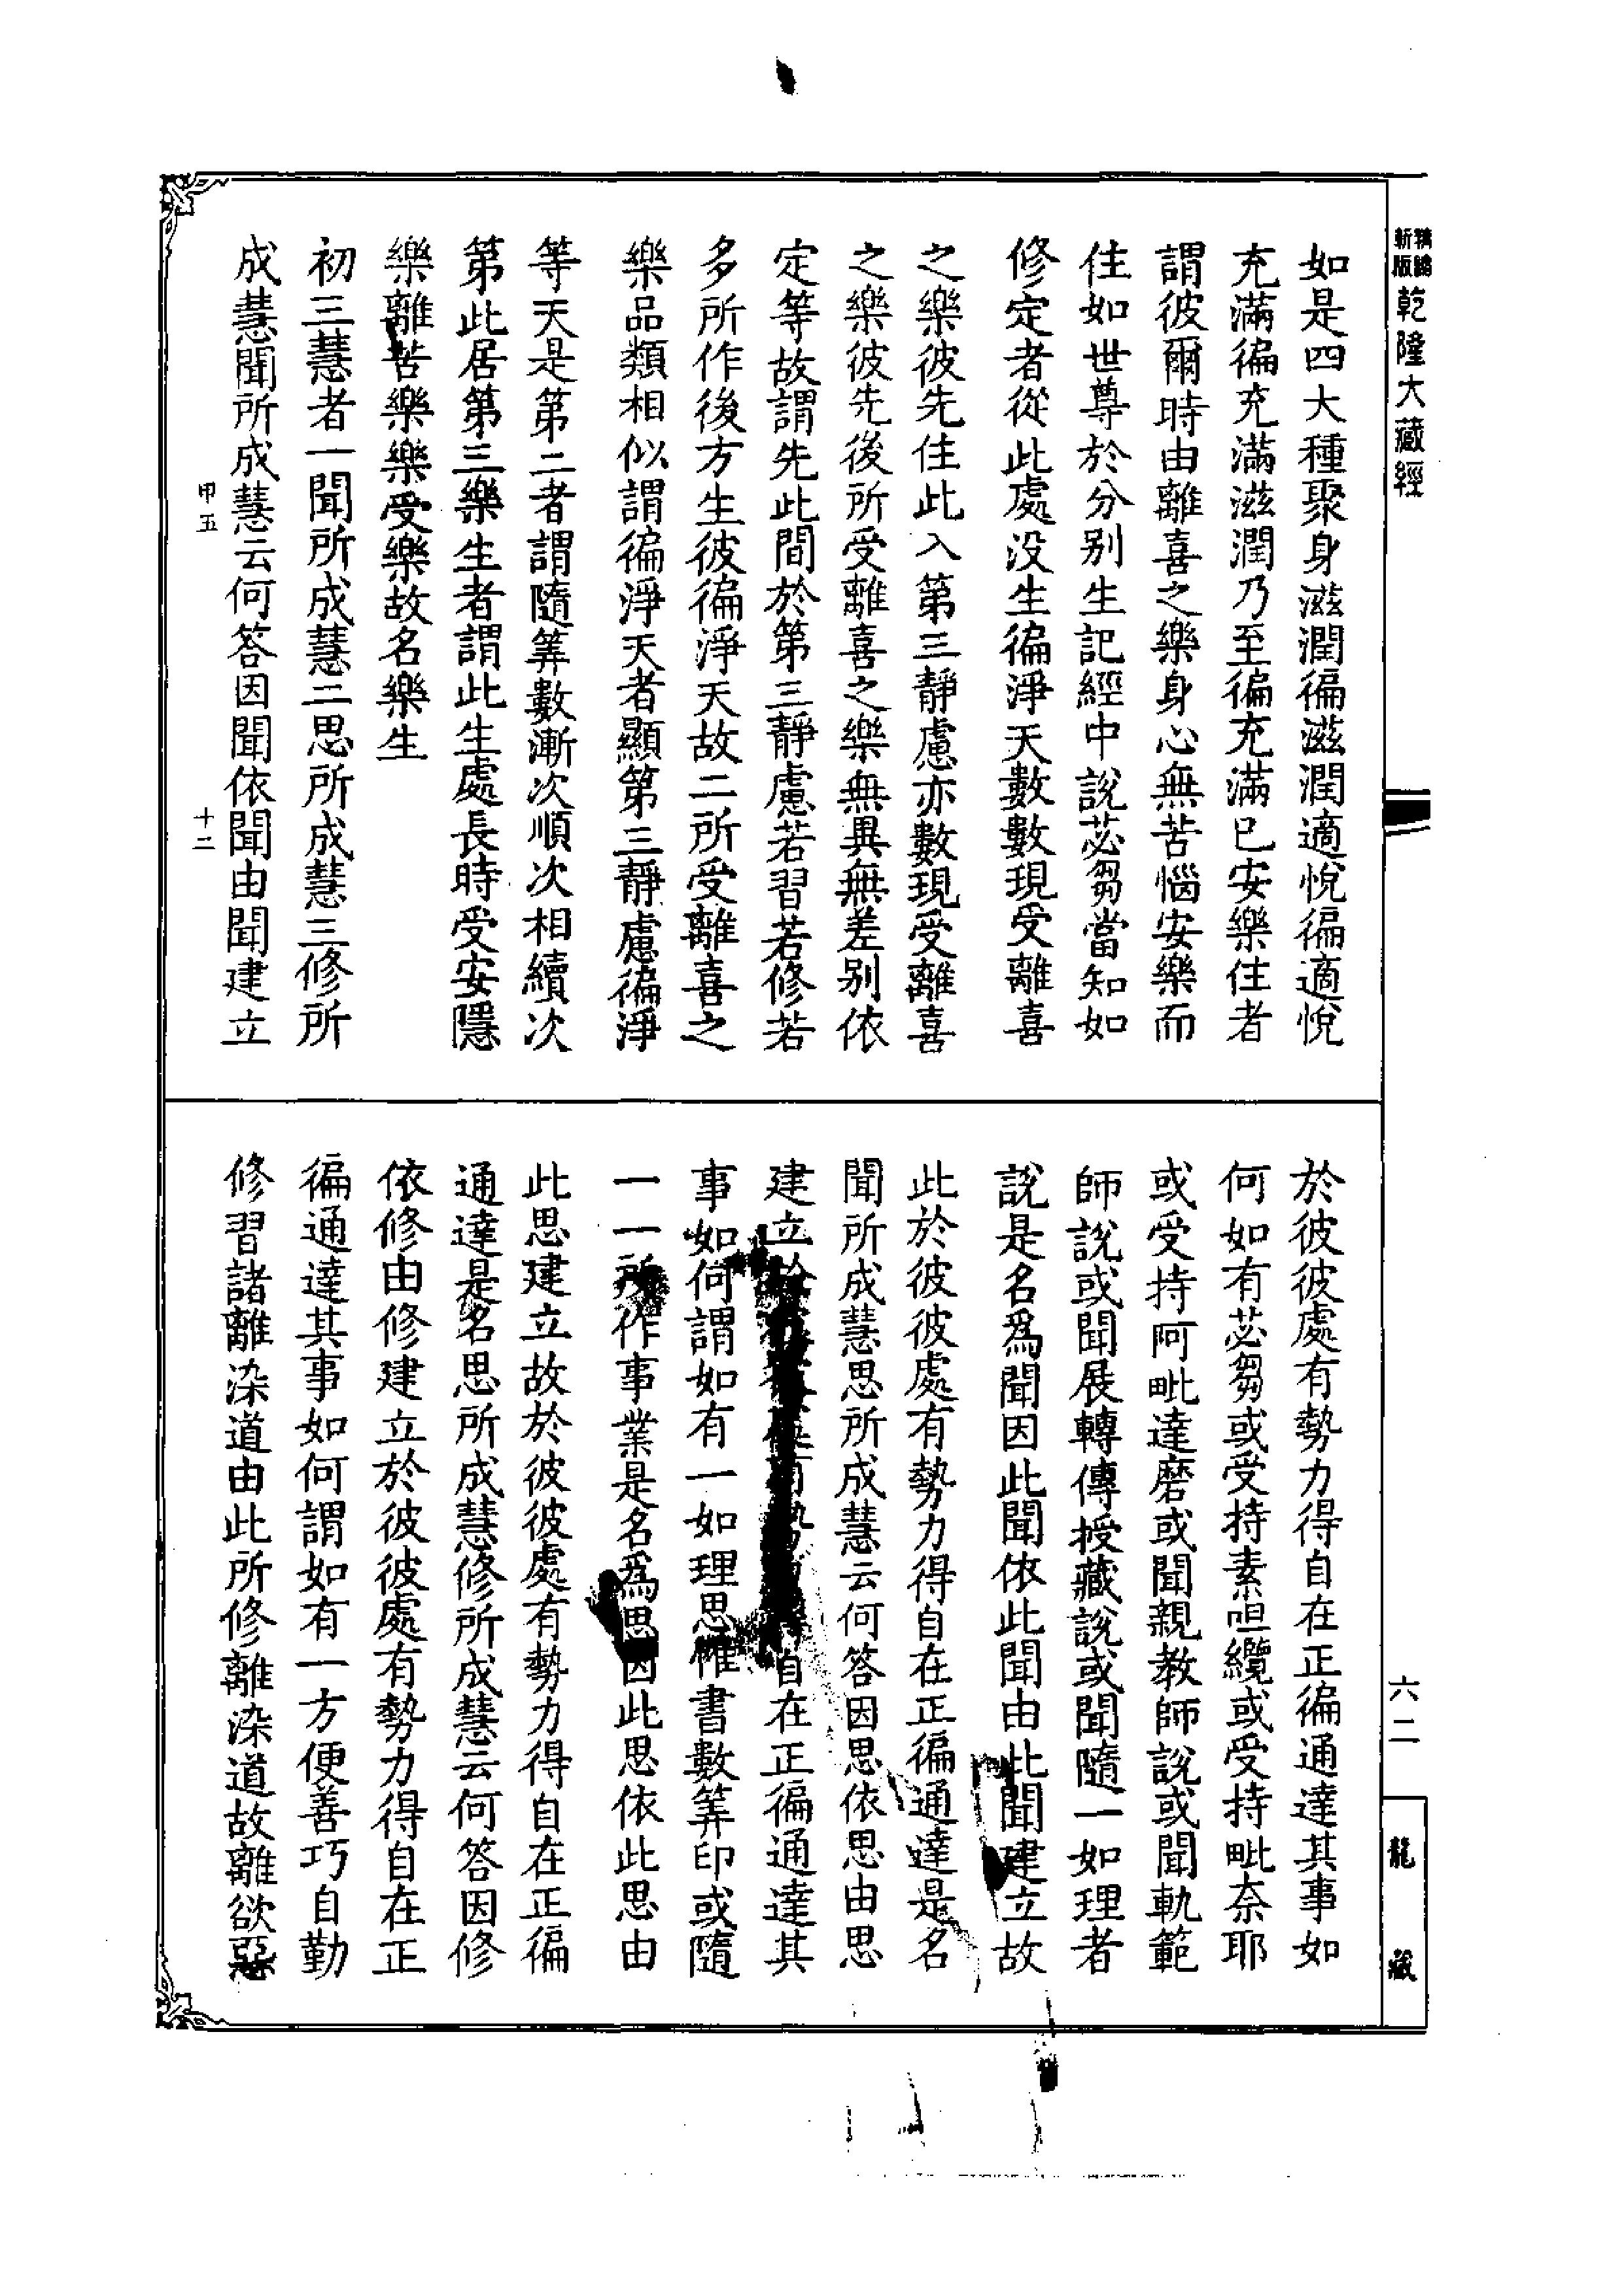 新版
乾隆大藏經
六二
龍藏
如是四大種聚身滋潤徧滋潤適悅徧適悅
充滿徧充滿滋潤乃至徧充滿已安樂住者
謂彼爾時由離喜之樂身心無苦惱安樂而
住如世尊於分别生記經中說苾芻當知如
修定者從此處没生徧淨天數數現受離喜
之樂彼先住此入第三靜慮亦數現受離喜
之樂彼先後所受離喜之樂無異無差别依
定等故謂先此間於第三靜慮若習若修若
多所作後方生彼徧淨天故二所受離喜之
樂品類相似謂徧淨天者顯第三靜慮徧淨
等天是第二者謂隨筭數漸次順次相續次
第此居第三樂生者謂此生處長時受安隱
樂離苦樂樂受樂故名樂生
初三慧者一聞所成慧二思所成慧三修所
成慧聞所成慧云何答因聞依聞由聞建立
甲五
十二
於彼彼處有勢力得自在正徧通達其事如
何如有苾芻或受持素怛纜或受持毗奈耶
或受持阿毗達磨或聞親教師說或聞軌範
師說或聞展轉傳授藏說或聞隨一如理者
說是名爲聞因此聞依此聞由此聞建立故
此於彼彼處有勢力得自在正徧通達是名
聞所成慧思所成慧云何答因思依思由思
建立於自在正徧通達其
事如何謂如有一如理思惟書數筭印或隨
一一所作事業是名爲思因此思依此思由
此思建立故於彼彼處有勢力得自在正徧
通達是名思所成慧修所成慧云何答因修
依修由修建立於彼彼處有勢力得自在正
徧通達其事如何謂如有一方便善巧自勤
修習諸離染道由此所修離染道故離欲惡